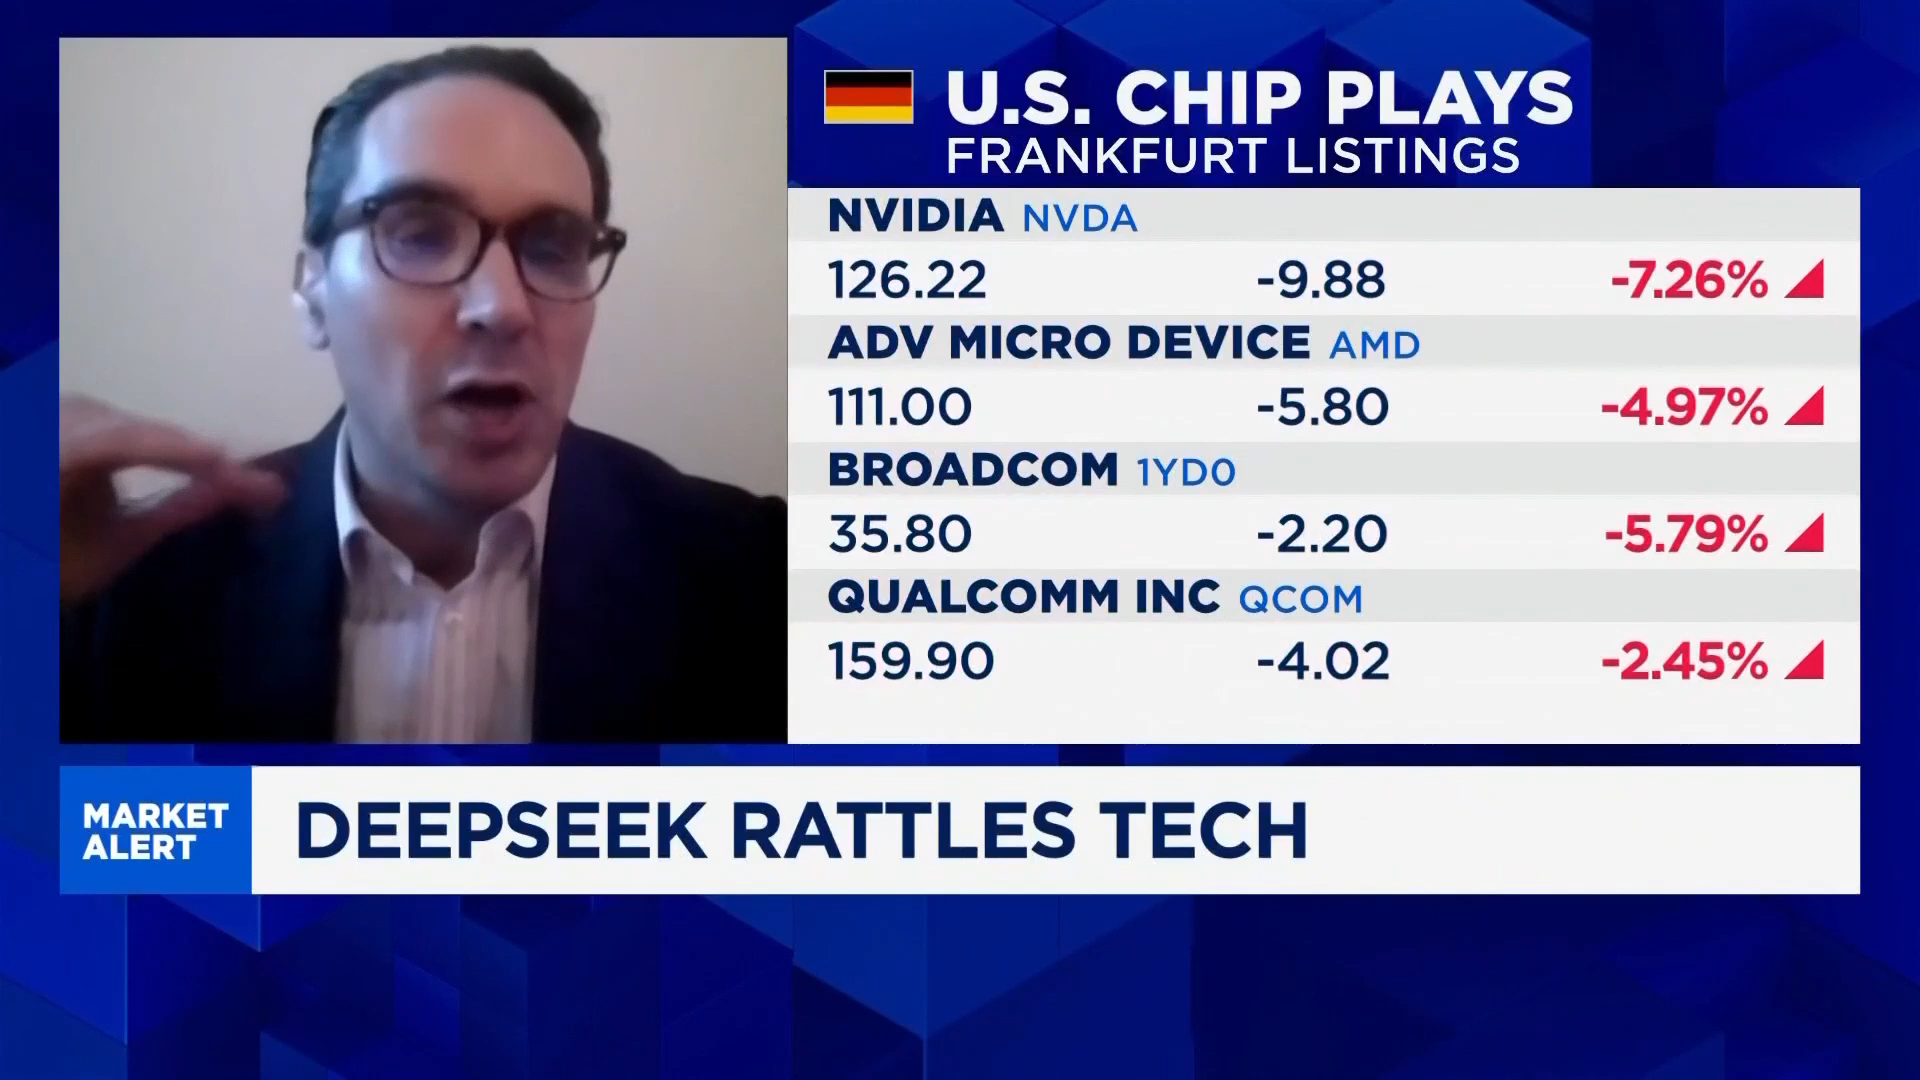 U.S. CHIP PLAYS
FRANKFURT LISTINGS
NVIDIA NVDA
126.22 -9.88 -7.26%
ADV MICRO DEVICE AMD
111.00 -5.80 -4.97%
BROADCOM 1YD0
35.80 -2.20 -5.79%
QUALCOMM INC QCOM
159.90 -4.02 -2.45%
MARKET
ALERT
DEEPSEEK RATTLES TECH